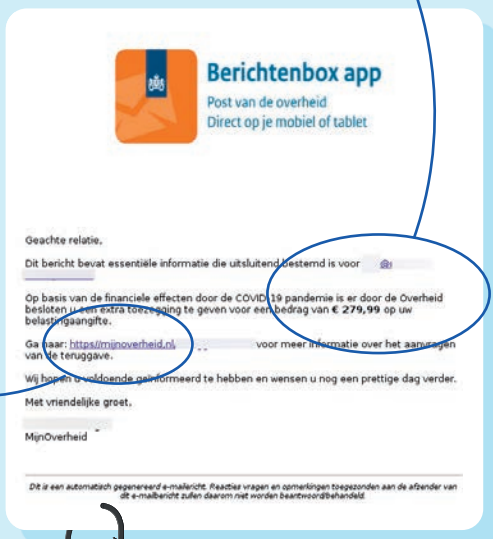 Berichtenbox app
Post van de overheid
Direct op je mobiel of tablet
Geachte relatie,
Dit bericht bevat essentiële informatie die uitsluitend bestemd is voor
Op basis van de financiele effecten door de COVID 19 pandemie is er door de Overheid
besloten u een extra toezegging te geven voor een bedrag van € 279,99 op uw
belastingaangifte.
Ga naar: https//mijnoverheid.nl, voor meer informatie over het aanvragen
van de teruggave.
Wij hopen u voldoende geïnformeerd te hebben en wensen u nog een prettige dag verder.
Met vriendelijke groet,
MijnOverheid
Dit is een automatisch gegenereerd e-mailericht. Reacties vragen en opmerkingen toegezonden aan de afzender van
dit e-mailbericht zullen daarom niet worden beantwoord/behandeld.